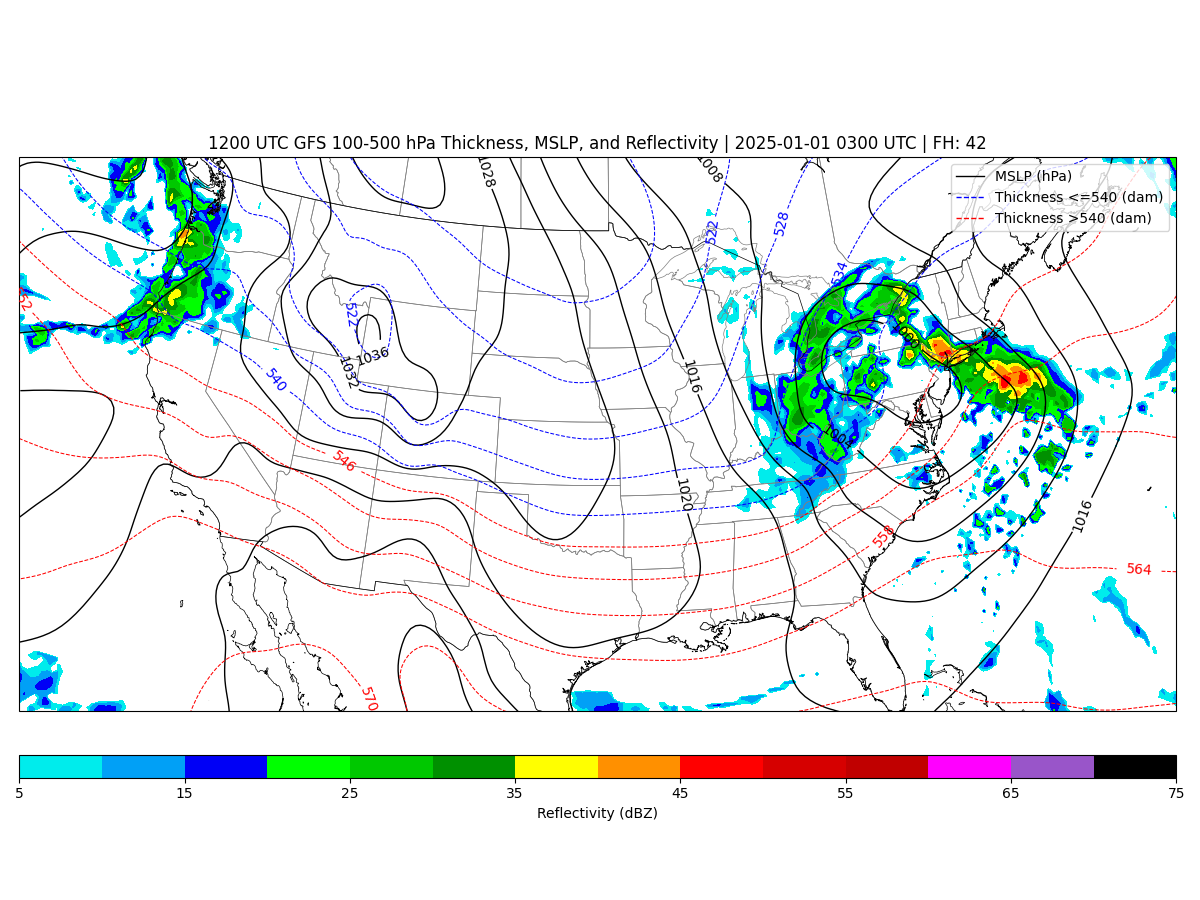 1200 UTC GFS 100-500 hPa Thickness, MSLP, and Reflectivity | 2025-01-01 0300 UTC | FH: 42
MSLP (hPa)
Thickness <=540 (dam)
Thickness >540 (dam)
1028
1008
522
528
534
522
1036
1032
540
546
1016
1020
558
1016
564
570
5 15 25 35 45 55 65 75
Reflectivity (dBZ)